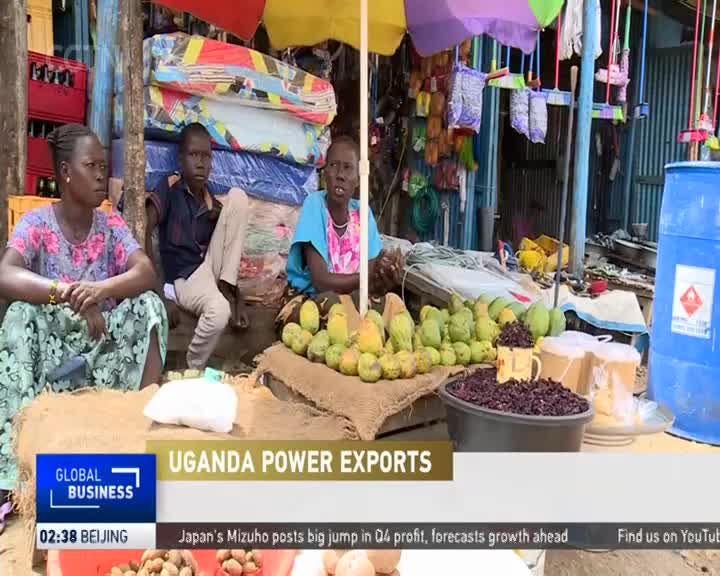 CGTN
UGANDA POWER EXPORTS
GLOBAL
BUSINESS
02:38 BEIJING
Japan's Mizuho posts big jump in Q4 profit, forecasts growth ahead
Find us on YouTub